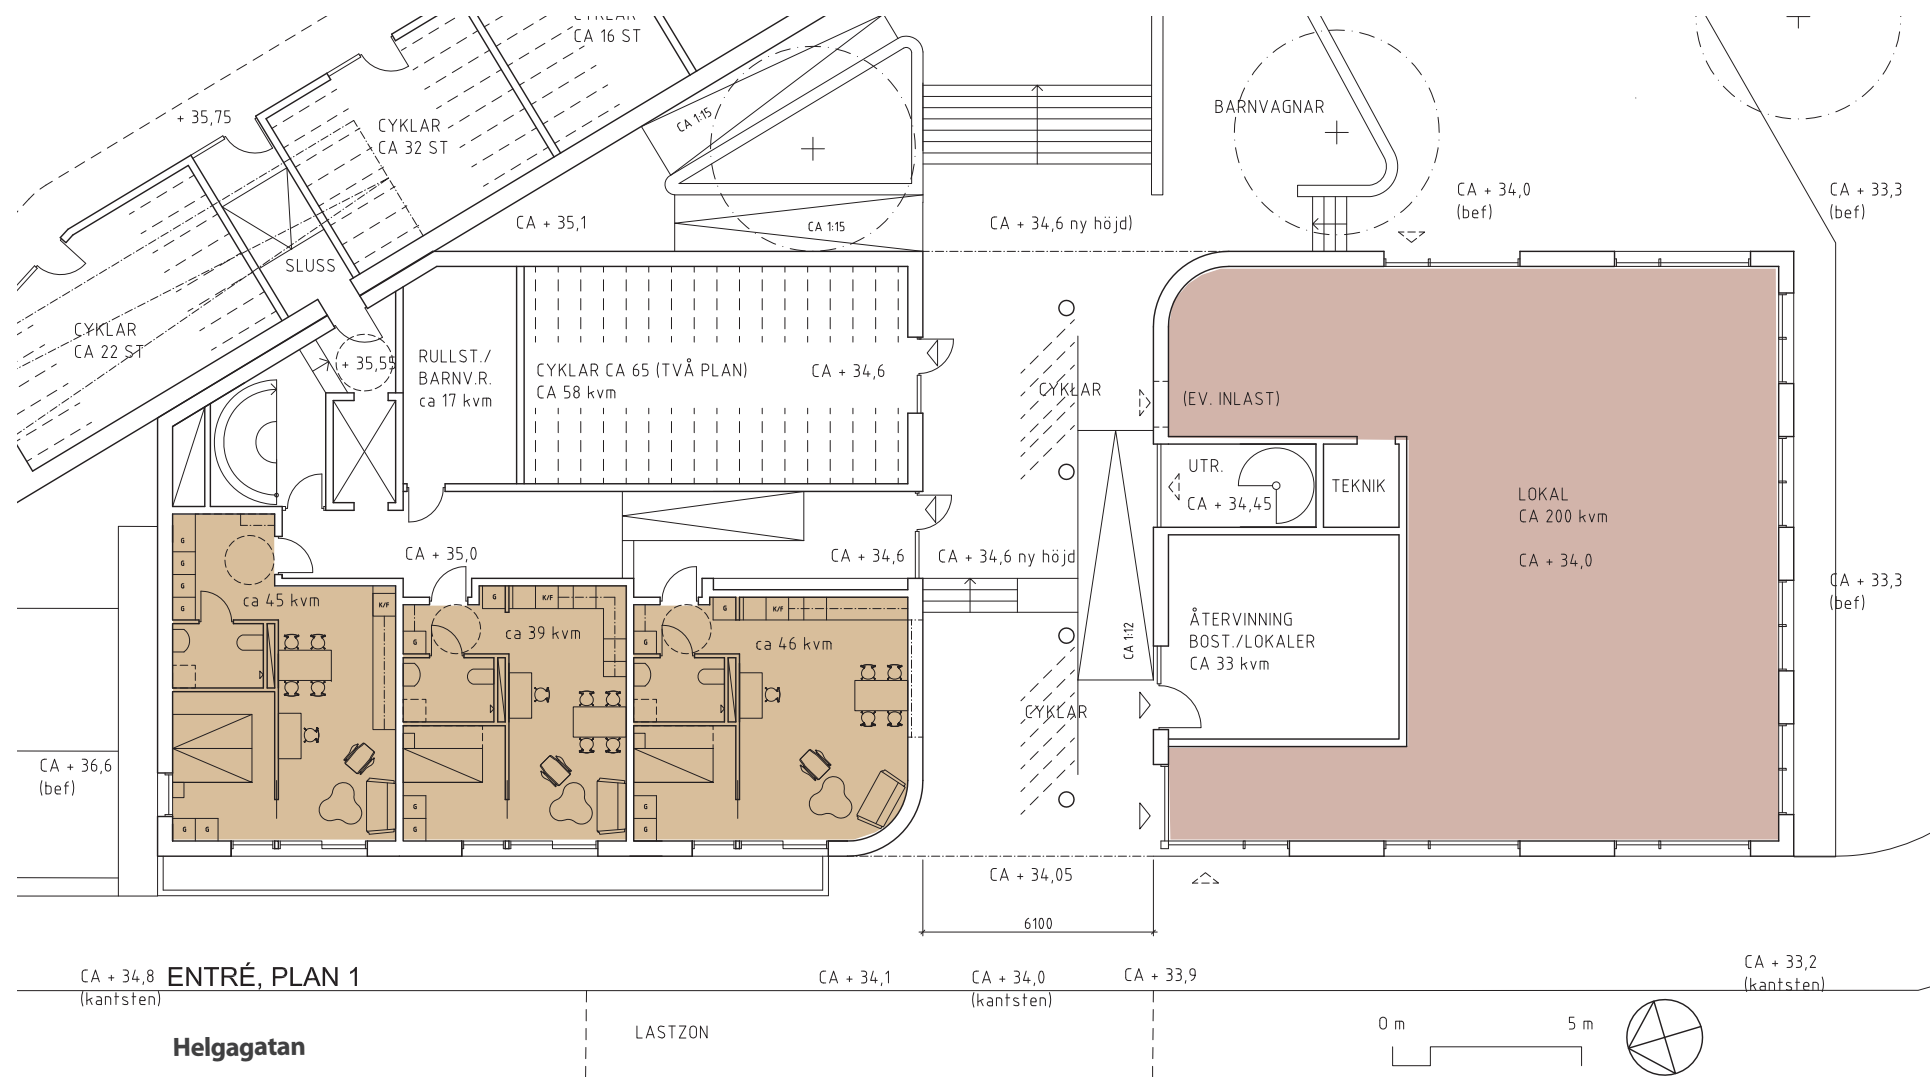 CYKLAR
CA 16 ST
+ 35,75
CYKLAR
CA 32 ST
CA 1:15
BARNVAGNAR
CA + 34,0
(bef)
CA + 33,3
(bef)
CA + 35,1
CA 1:15
CA + 34,6 ny höjd)
SLUSS
CYKLAR
CA 22 ST
+ 35,55
RULLST./
BARNV.R.
ca 17 kvm
CYKLAR CA 65 (TVÅ PLAN)
CA 58 kvm
CA + 34,6
CYKLAR
(EV. INLAST)
UTR.
CA + 34,45
TEKNIK
LOKAL
CA 200 kvm
CA + 34,0
CA + 35,0
CA + 34,6
CA + 34,6 ny höjd
CA + 33,3
(bef)
G
G
G
G
ca 45 kvm
K/F
G
G
K/F
ca 39 kvm
G
G
K/F
ca 46 kvm
ÅTERVINNING
BOST./LOKALER
CA 33 kvm
CA 1:12
CYKLAR
CA + 36,6
(bef)
G
G
G
G
G
G
CA + 34,05
6100
CA + 34,8
(kantsten)
ENTRÉ, PLAN 1
CA + 34,1
CA + 34,0
(kantsten)
CA + 33,9
CA + 33,2
(kantsten)
Helgagatan
LASTZON
0 m
5 m